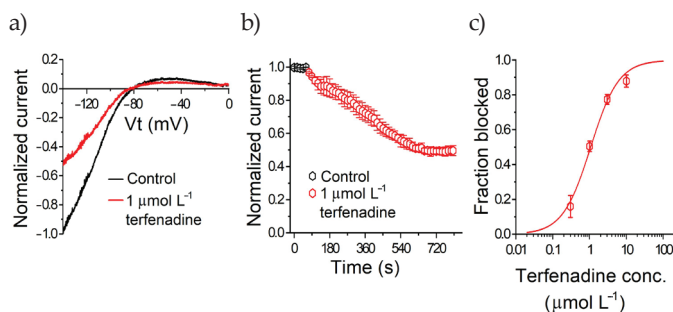 a)
Normalized current
0.2
0.0
−0.2
−0.4
−0.6
−0.8
−1.0
−120
−80
−40
0
Vt (mV)
Control
1 µmol L⁻¹
terfenadine
b)
Normalized current
1.0
0.8
0.6
0.4
0.2
0.0
0
180
360
540
720
Time (s)
Control
1 µmol L⁻¹
terfenadine
c)
Fraction blocked
1.0
0.8
0.6
0.4
0.2
0.0
0.01
0.1
1
10
100
Terfenadine conc.
(µmol L⁻¹)